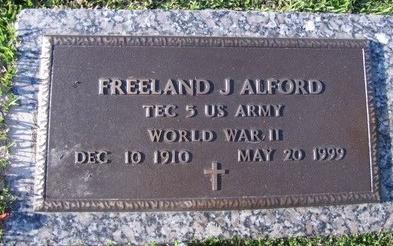 FREELAND J ALFORD
TEC 5 US ARMY
WORLD WAR II
DEC 10 1910 MAY 20 1999